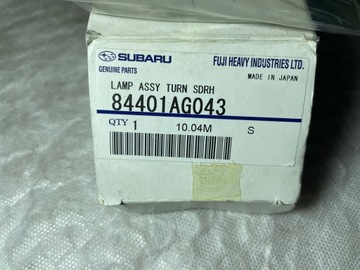 SUBARU
GENUINE PARTS
FUJI HEAVY INDUSTRIES LTD.
MADE IN JAPAN
LAMP ASSY TURN SDRH
84401AG043
QTY 1 10.04M S